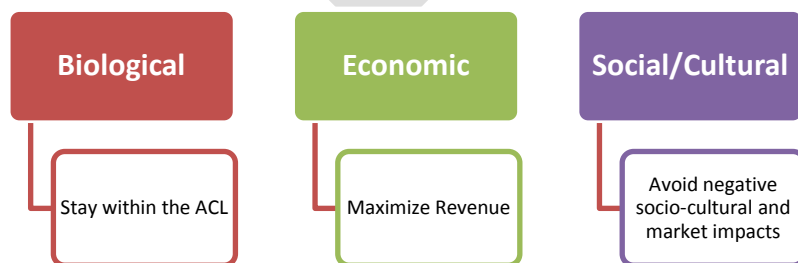 Biological
Economic
Social/Cultural
Stay within the ACL
Maximize Revenue
Avoid negative
socio-cultural and
market impacts